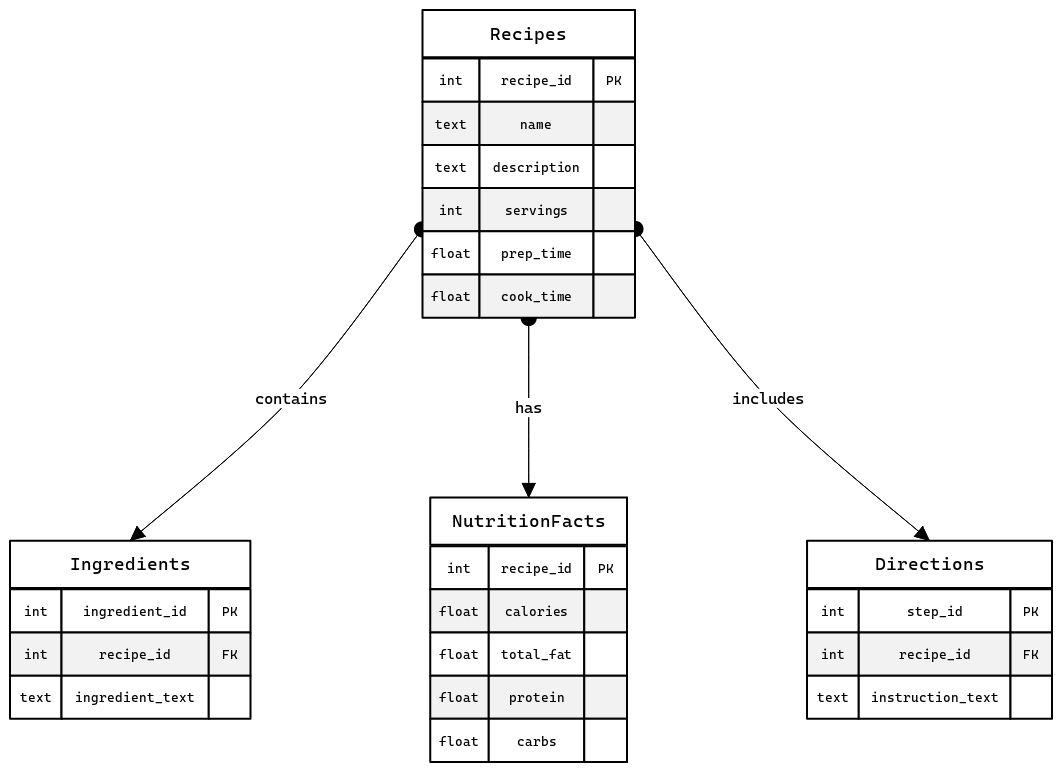 Recipes
int recipe_id PK
text name
text description
int servings
float prep_time
float cook_time
contains
has
includes
Ingredients
int ingredient_id PK
int recipe_id FK
text ingredient_text
NutritionFacts
int recipe_id PK
float calories
float total_fat
float protein
float carbs
Directions
int step_id PK
int recipe_id FK
text instruction_text